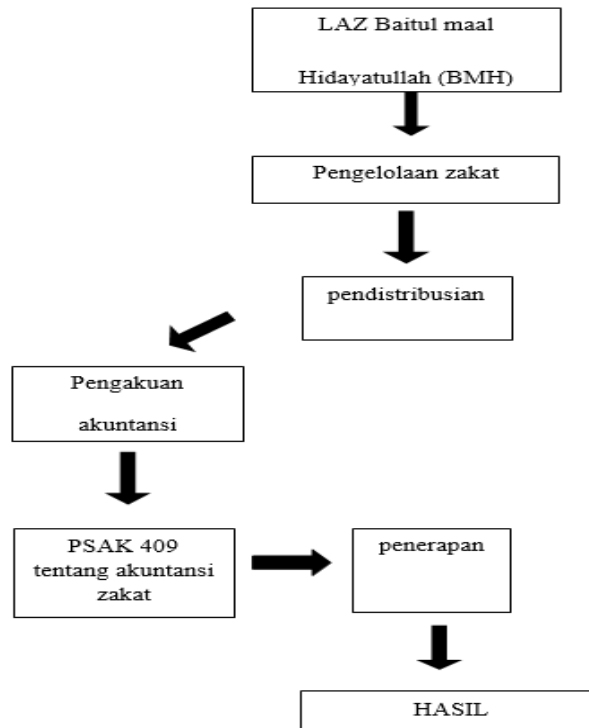 LAZ Baitul maal
Hidayatullah (BMH)
Pengelolaan zakat
pendistribusian
Pengakuan
akuntansi
PSAK 409
tentang akuntansi
zakat
penerapan
HASIL